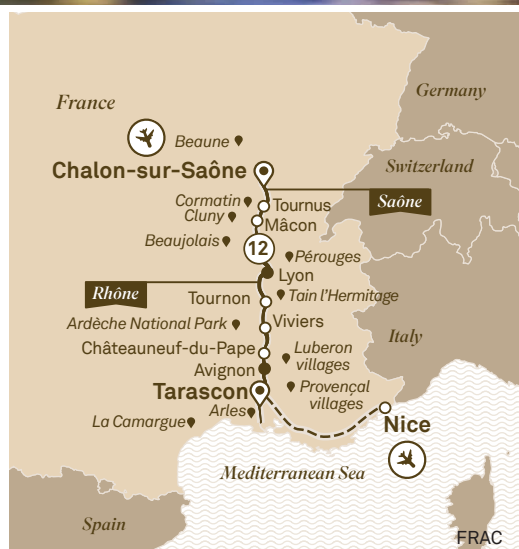 Germany
France
Beaune
Chalon-sur-Saône
Switzerland
Cormatin
Tournus
Saône
Cluny
Mâcon
Beaujolais
12
Pérouges
Lyon
Rhône
Tain l'Hermitage
Tournon
Ardèche National Park
Viviers
Italy
Châteauneuf-du-Pape
Luberon
villages
Avignon
Tarascon
Provençal
villages
Arles
La Camargue
Nice
Mediterranean Sea
Spain
FRAC